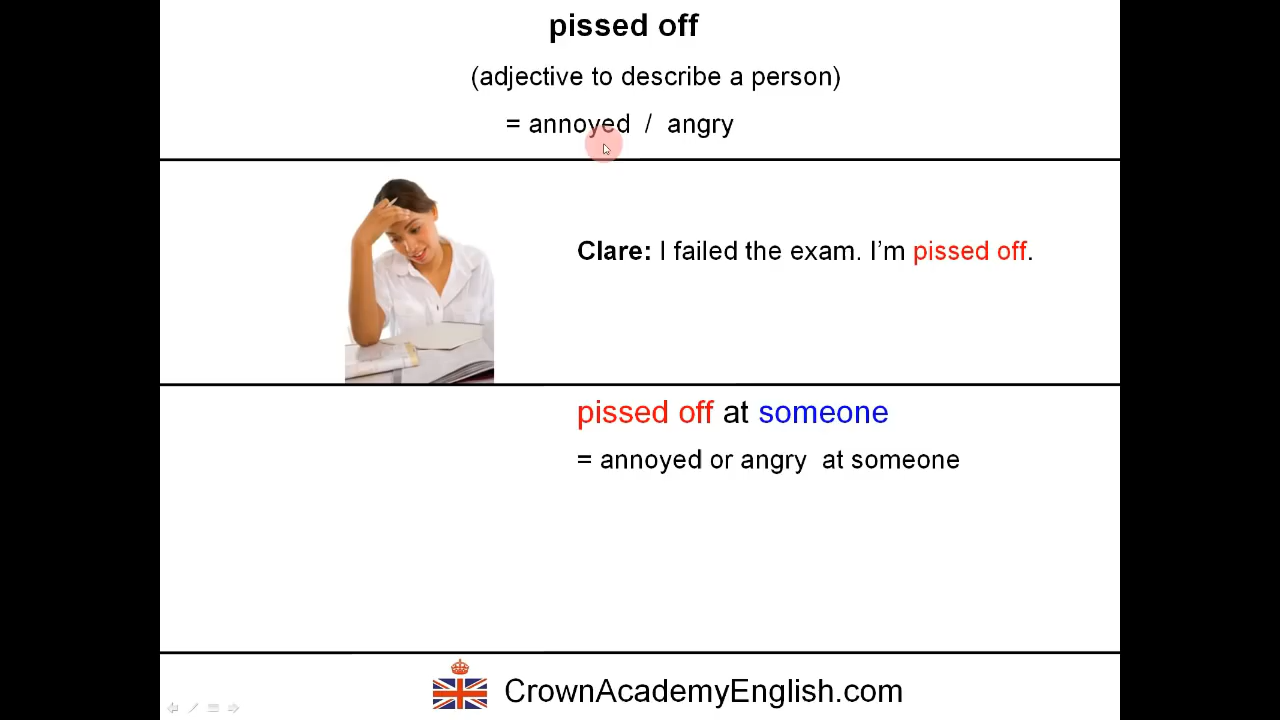 pissed off
(adjective to describe a person)
= annoyed / angry
Clare: I failed the exam. I’m pissed off.
pissed off at someone
= annoyed or angry at someone
CrownAcademyEnglish.com